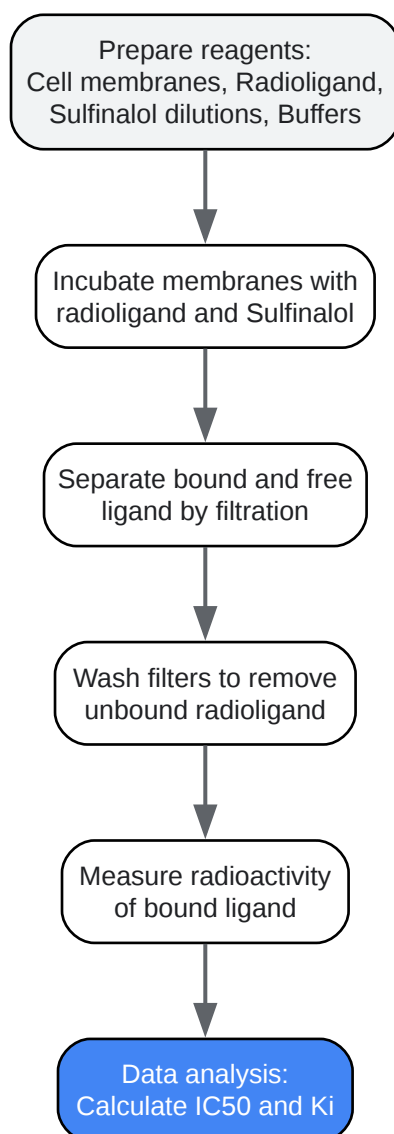 Prepare reagents:
Cell membranes, Radioligand,
Sulfinalol dilutions, Buffers
Incubate membranes with
radioligand and Sulfinalol
Separate bound and free
ligand by filtration
Wash filters to remove
unbound radioligand
Measure radioactivity
of bound ligand
Data analysis:
Calculate IC50 and Ki